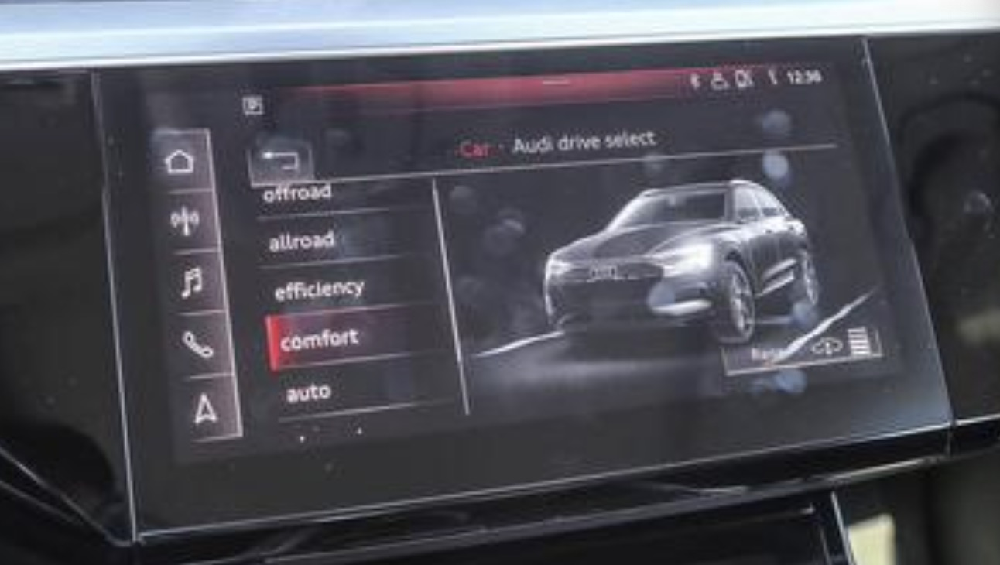 12:36
Car · Audi drive select
offroad
allroad
efficiency
comfort
auto